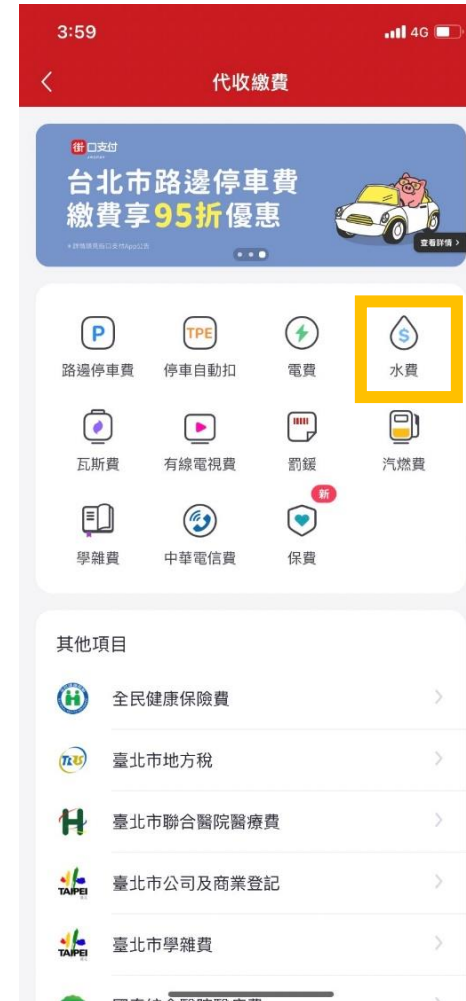 3:59
4G
代收繳費
街口支付
台北市路邊停車費
繳費享95折優惠
查看詳情 >
P
TPE
$
路邊停車費
停車自動扣
電費
水費
瓦斯費
有線電視費
罰鍰
汽燃費
新
學雜費
中華電信費
保費
其他項目
全民健康保險費
臺北市地方稅
臺北市聯合醫院醫療費
TAIPEI
臺北市公司及商業登記
TAIPEI
臺北市學雜費